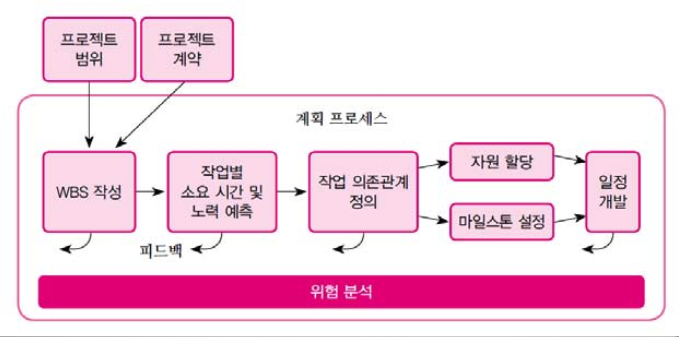 프로젝트
범위
프로젝트
계약
계획 프로세스
WBS 작성
작업별
소요 시간 및
노력 예측
작업 의존관계
정의
자원 할당
마일스톤 설정
일정
개발
피드백
위험 분석